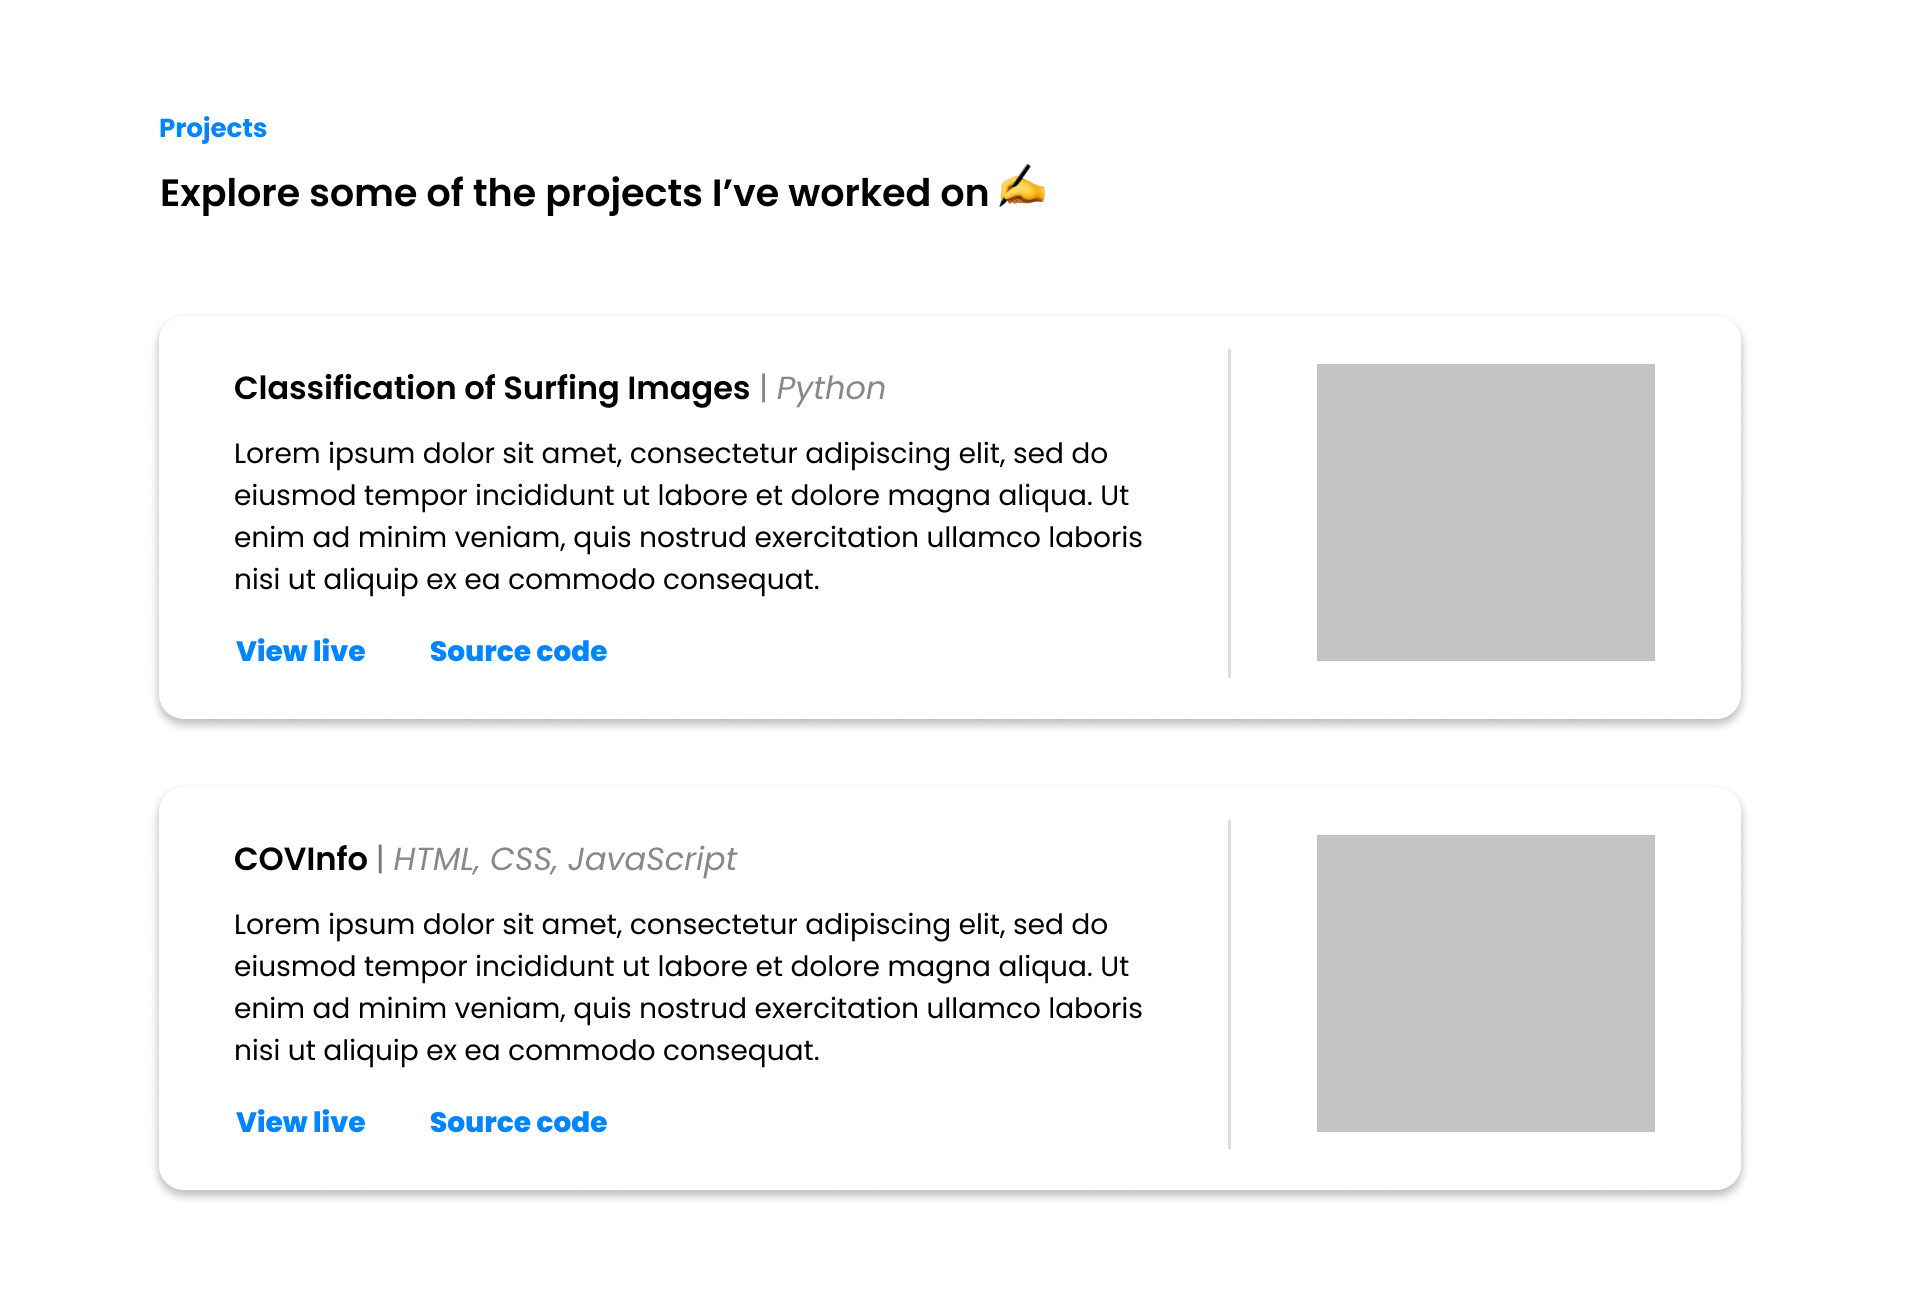 Projects
Explore some of the projects I’ve worked on ✍️
Classification of Surfing Images | Python
Lorem ipsum dolor sit amet, consectetur adipiscing elit, sed do
eiusmod tempor incididunt ut labore et dolore magna aliqua. Ut
enim ad minim veniam, quis nostrud exercitation ullamco laboris
nisi ut aliquip ex ea commodo consequat.
View live Source code
COVInfo | HTML, CSS, JavaScript
Lorem ipsum dolor sit amet, consectetur adipiscing elit, sed do
eiusmod tempor incididunt ut labore et dolore magna aliqua. Ut
enim ad minim veniam, quis nostrud exercitation ullamco laboris
nisi ut aliquip ex ea commodo consequat.
View live Source code